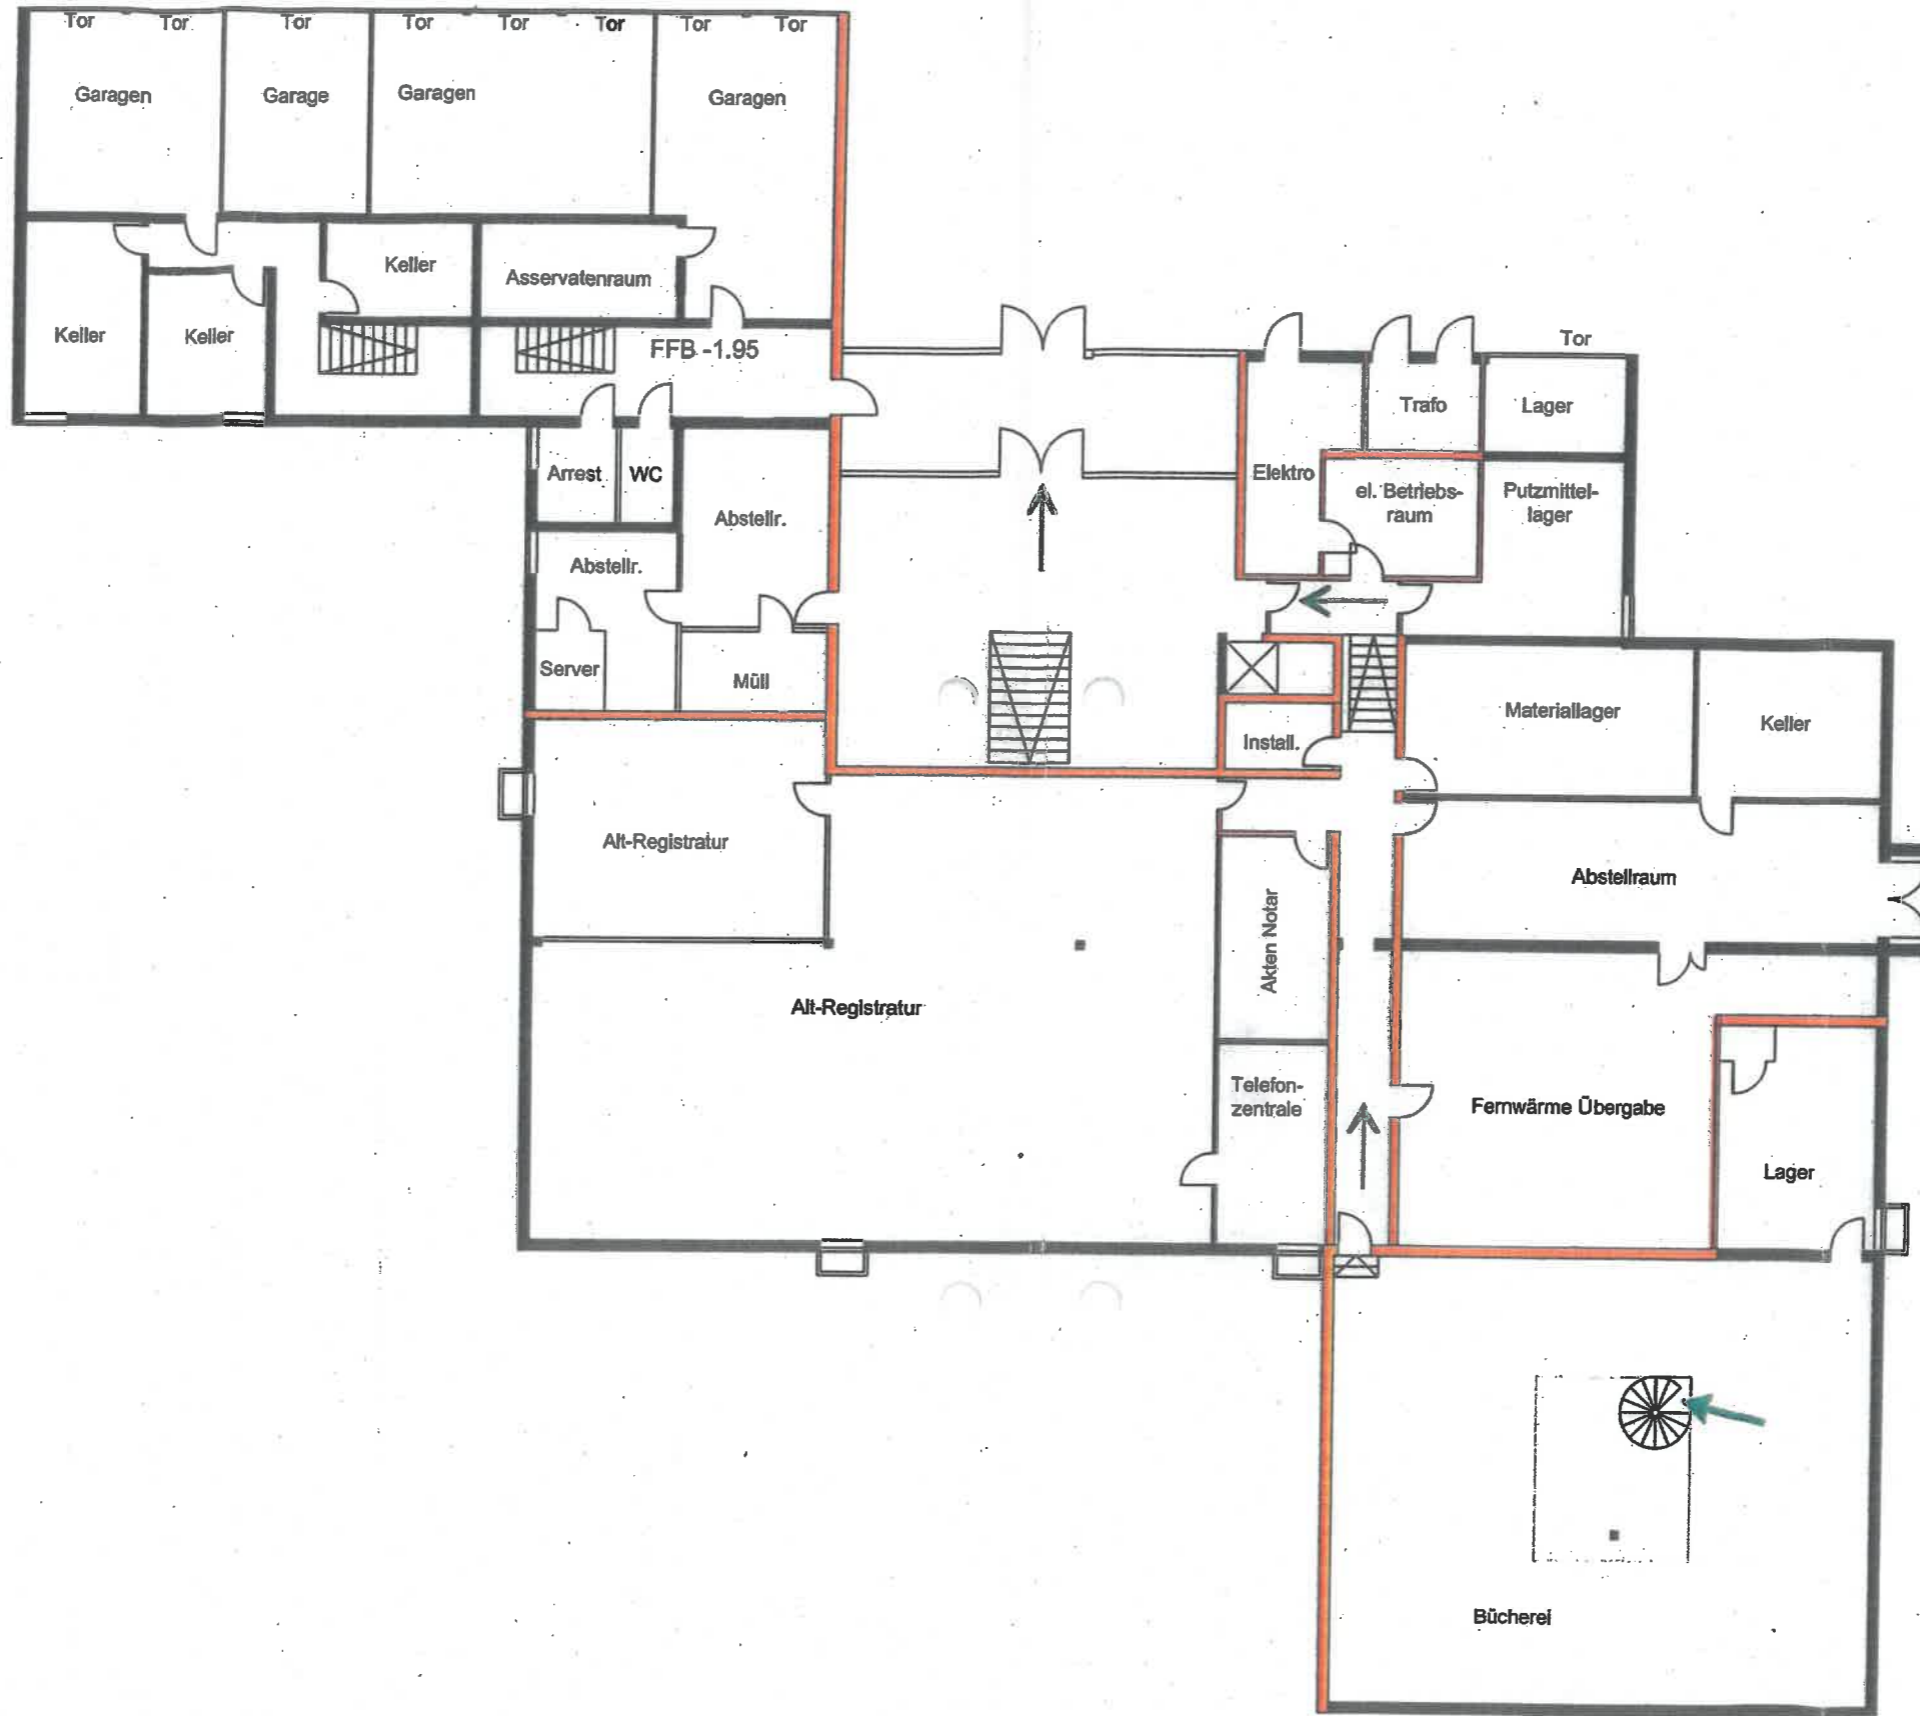 Tor Tor Tor Tor Tor Tor Tor Tor
Garagen Garage Garagen Garagen
Keller
Asservatenraum
Keller Keller
FFB -1.95
Tor
Trafo
Lager
Arrest
WC
Elektro
el. Betriebs-
raum
Putzmittel-
lager
Abstellr.
Abstellr.
Server
Müll
Install.
Materiallager
Keller
Alt-Registratur
Abstellraum
Akten Notar
Alt-Registratur
Telefon-
zentrale
Fernwärme Übergabe
Lager
Bücherei